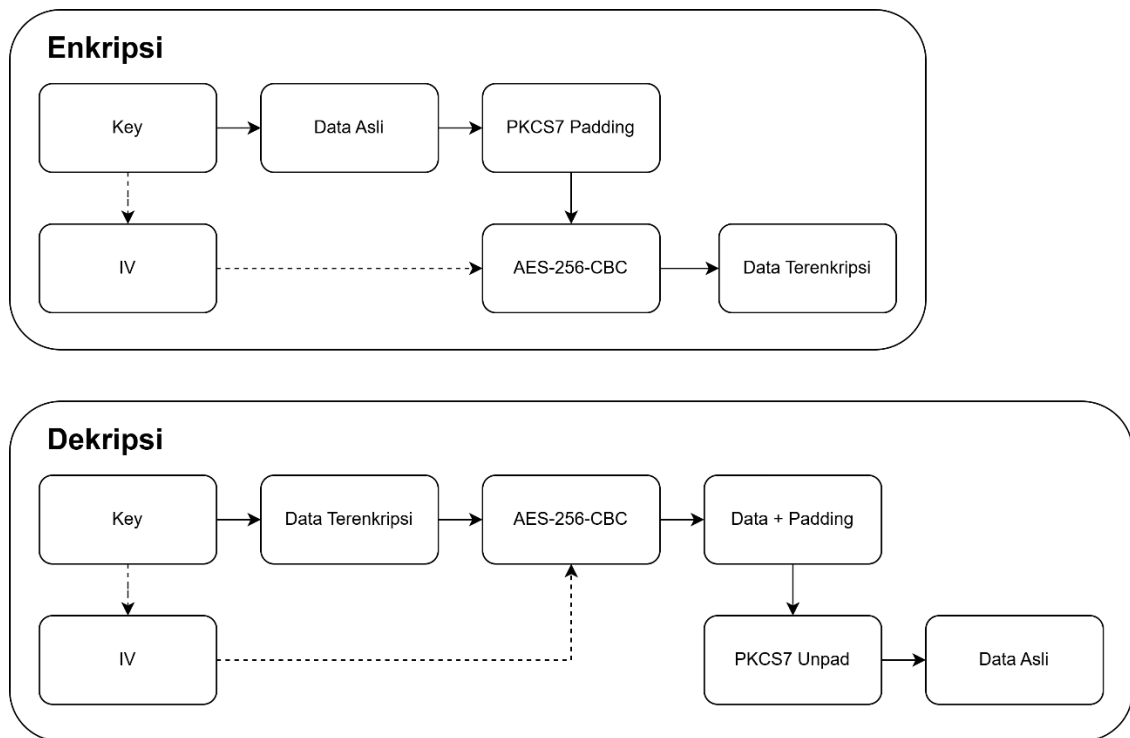 Enkripsi
Key
Data Asli
PKCS7 Padding
IV
AES-256-CBC
Data Terenkripsi
Dekripsi
Key
Data Terenkripsi
AES-256-CBC
Data + Padding
IV
PKCS7 Unpad
Data Asli